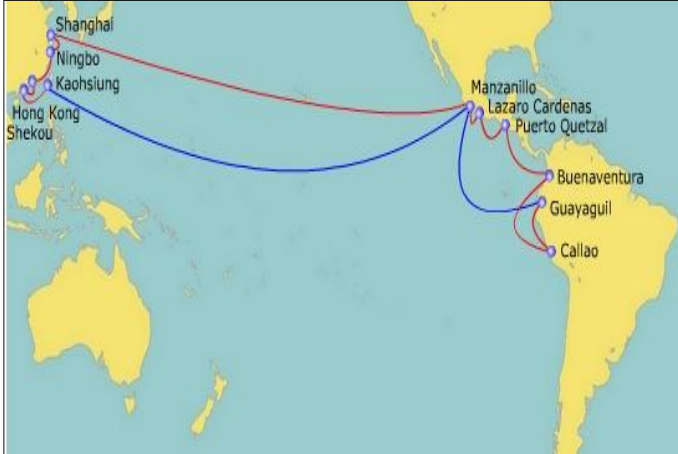 Shanghai
Ningbo
Kaohsiung
Hong Kong
Shekou
Manzanillo
Lazaro Cardenas
Puerto Quetzal
Buenaventura
Guayaguil
Callao